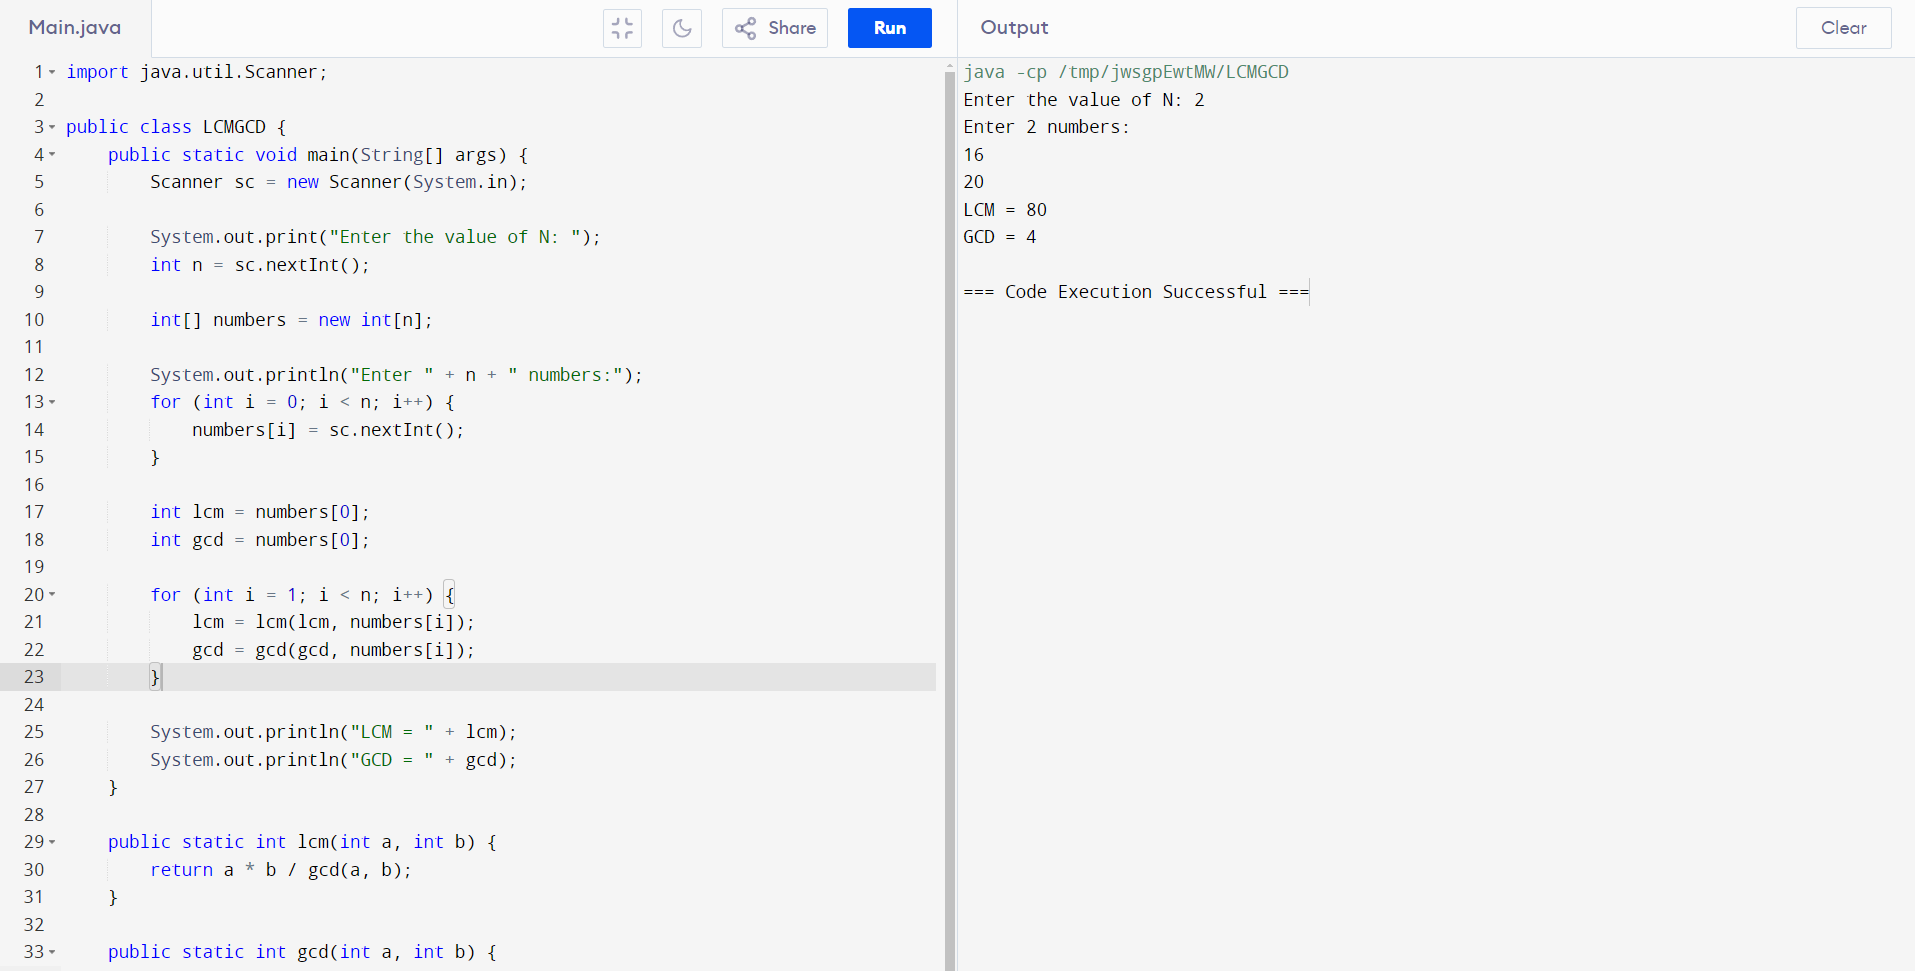 Main.java
Share
Run
1 import java.util.Scanner;
2
3 public class LCMGCD {
4     public static void main(String[] args) {
5         Scanner sc = new Scanner(System.in);
6
7         System.out.print("Enter the value of N: ");
8         int n = sc.nextInt();
9
10         int[] numbers = new int[n];
11
12         System.out.println("Enter " + n + " numbers:");
13         for (int i = 0; i < n; i++) {
14             numbers[i] = sc.nextInt();
15         }
16
17         int lcm = numbers[0];
18         int gcd = numbers[0];
19
20         for (int i = 1; i < n; i++) {
21             lcm = lcm(lcm, numbers[i]);
22             gcd = gcd(gcd, numbers[i]);
23         }
24
25         System.out.println("LCM = " + lcm);
26         System.out.println("GCD = " + gcd);
27     }
28
29     public static int lcm(int a, int b) {
30         return a * b / gcd(a, b);
31     }
32
33     public static int gcd(int a, int b) {
Output
Clear
java -cp /tmp/jwsgpEwtMW/LCMGCD
Enter the value of N: 2
Enter 2 numbers:
16
20
LCM = 80
GCD = 4
=== Code Execution Successful ===